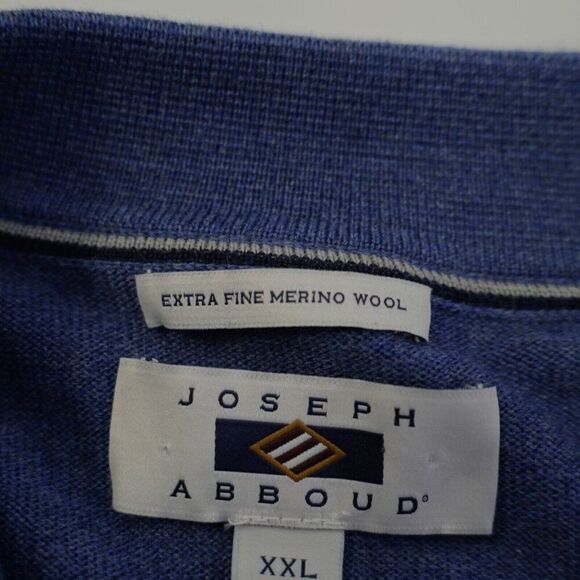 EXTRA FINE MERINO WOOL
JOSEPH
ABBOUD®
XXL